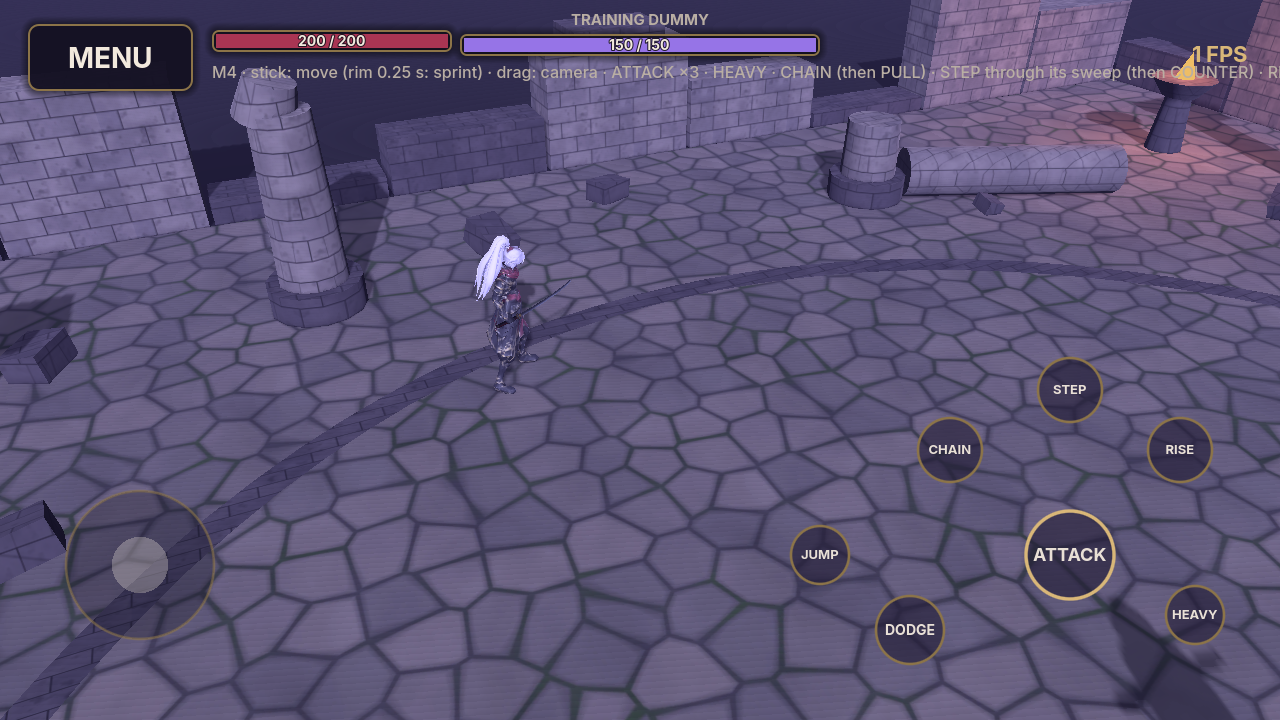 TRAINING DUMMY
MENU
200 / 200
150 / 150
1 FPS
M4 · stick: move (rim 0.25 s: sprint) · drag: camera · ATTACK ×3 · HEAVY · CHAIN (then PULL) · STEP through its sweep (then COUNTER) ·
STEP
CHAIN
RISE
JUMP
ATTACK
HEAVY
DODGE